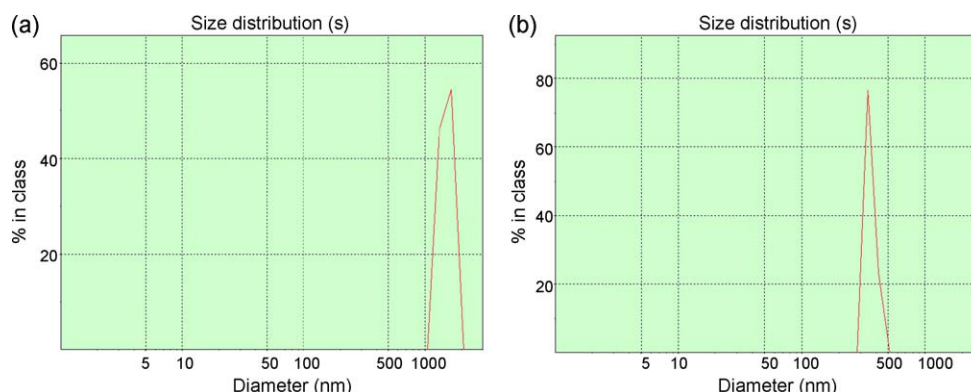 (a)
Size distribution (s)
60
40
20
% in class
5 10 50 100 500 1000
Diameter (nm)
(b)
Size distribution (s)
80
60
40
20
% in class
5 10 50 100 500 1000
Diameter (nm)